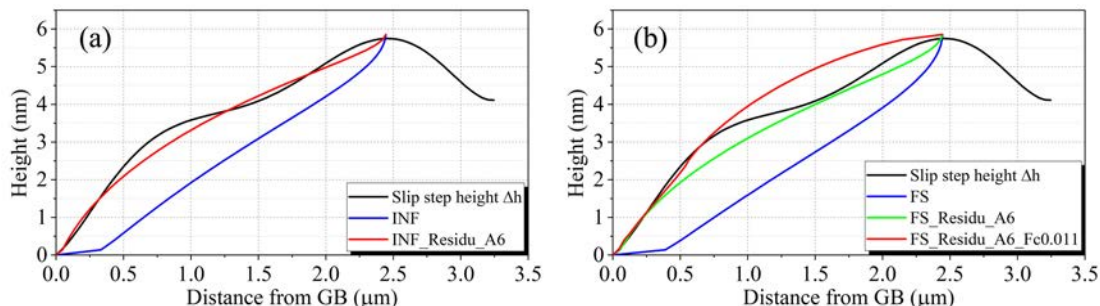 (a)
Height (nm)
6
5
4
3
2
1
0
0.0 0.5 1.0 1.5 2.0 2.5 3.0 3.5
Distance from GB (μm)
Slip step height Δh
INF
INF_Residu_A6
(b)
Height (nm)
6
5
4
3
2
1
0
0.0 0.5 1.0 1.5 2.0 2.5 3.0 3.5
Distance from GB (μm)
Slip step height Δh
FS
FS_Residu_A6
FS_Residu_A6_Fc0.011